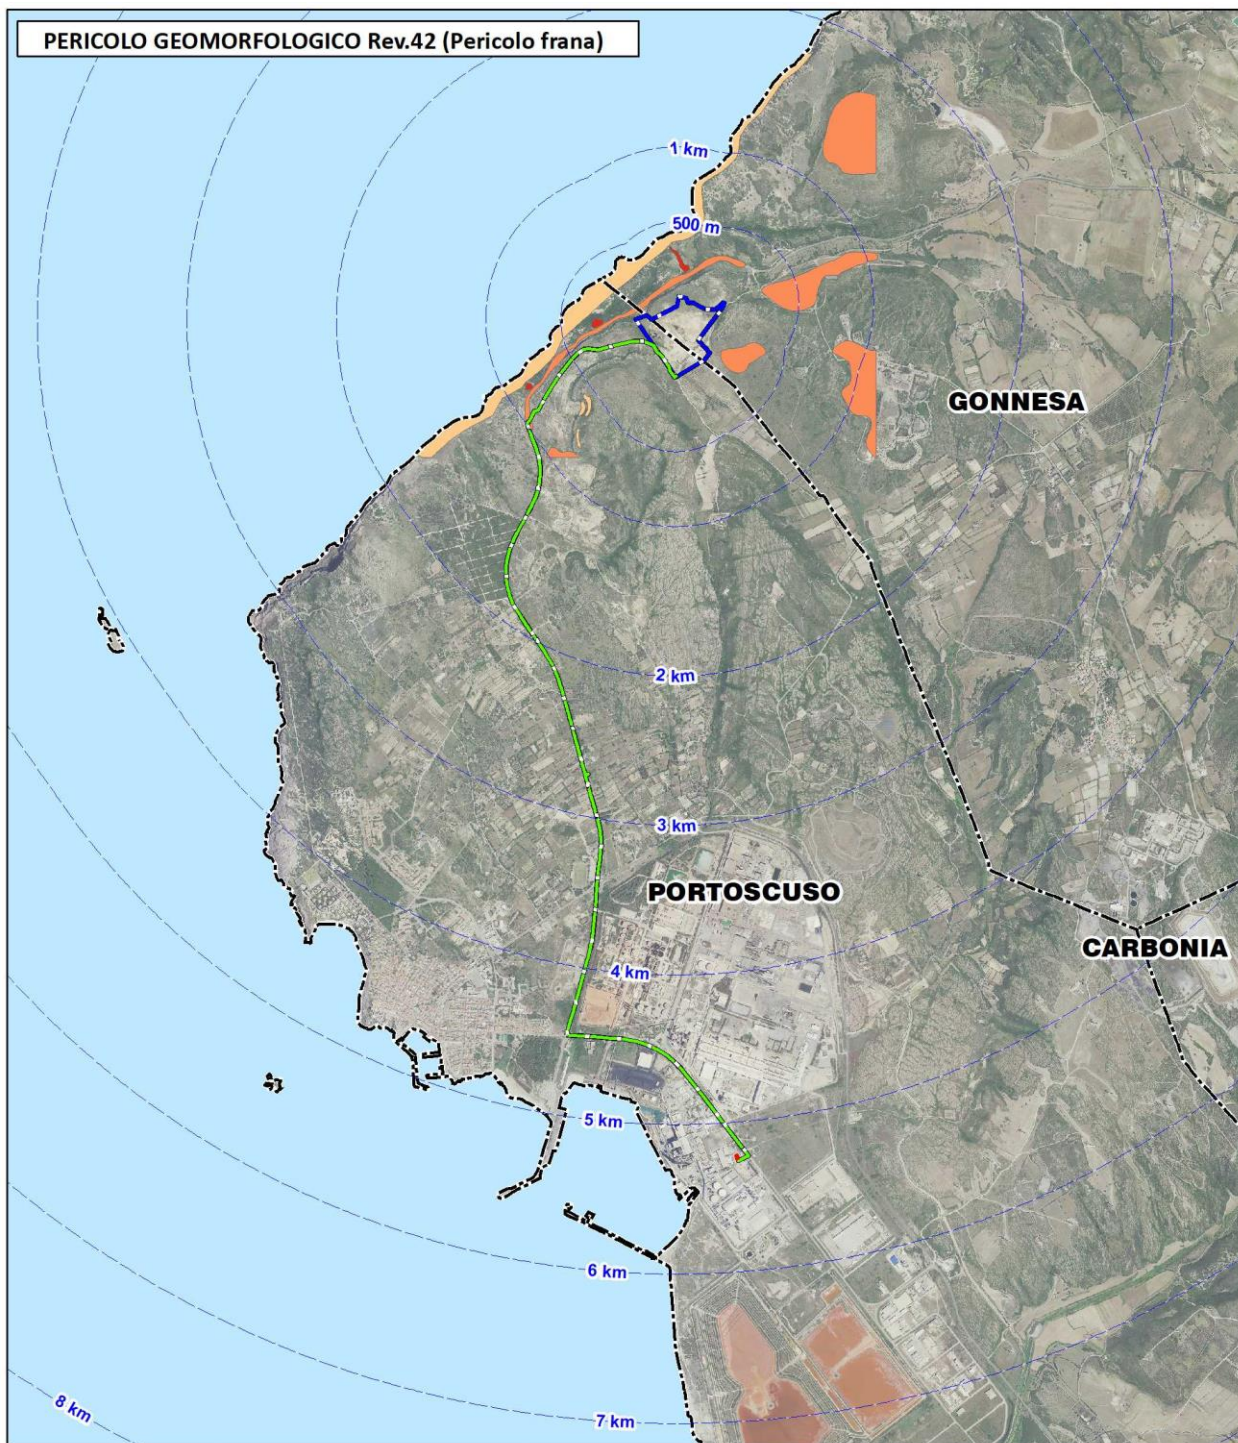 PERICOLO GEOMORFOLOGICO Rev.42 (Pericolo frana)
1 km
500 m
GONNESA
2 km
3 km
PORTOSCUSO
CARBONIA
4 km
5 km
6 km
8 km
7 km